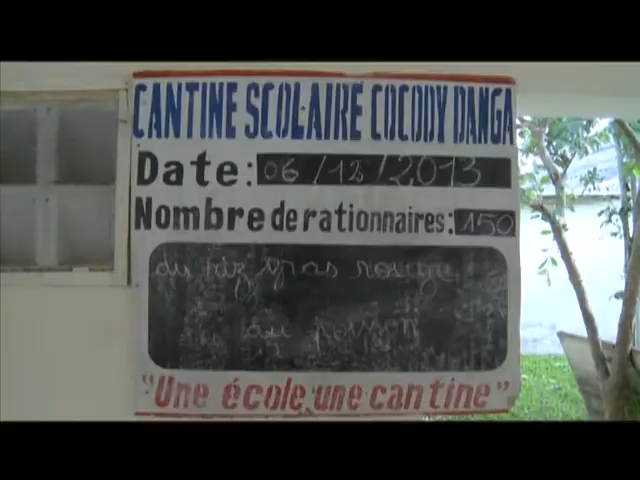 CANTINE SCOLAIRE COCODY DANGA
Date: 06/12/2013
Nombre de rationnaires: 150
du riz gras rouge
au poisson
"Une école, une cantine"